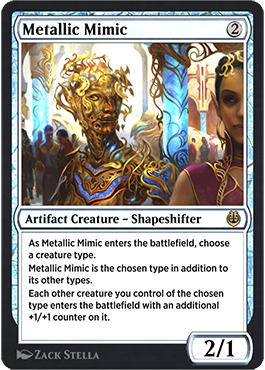 Metallic Mimic 2
Artifact Creature – Shapeshifter
As Metallic Mimic enters the battlefield, choose
a creature type.
Metallic Mimic is the chosen type in addition to
its other types.
Each other creature you control of the chosen
type enters the battlefield with an additional
+1/+1 counter on it.
Zack Stella
2/1